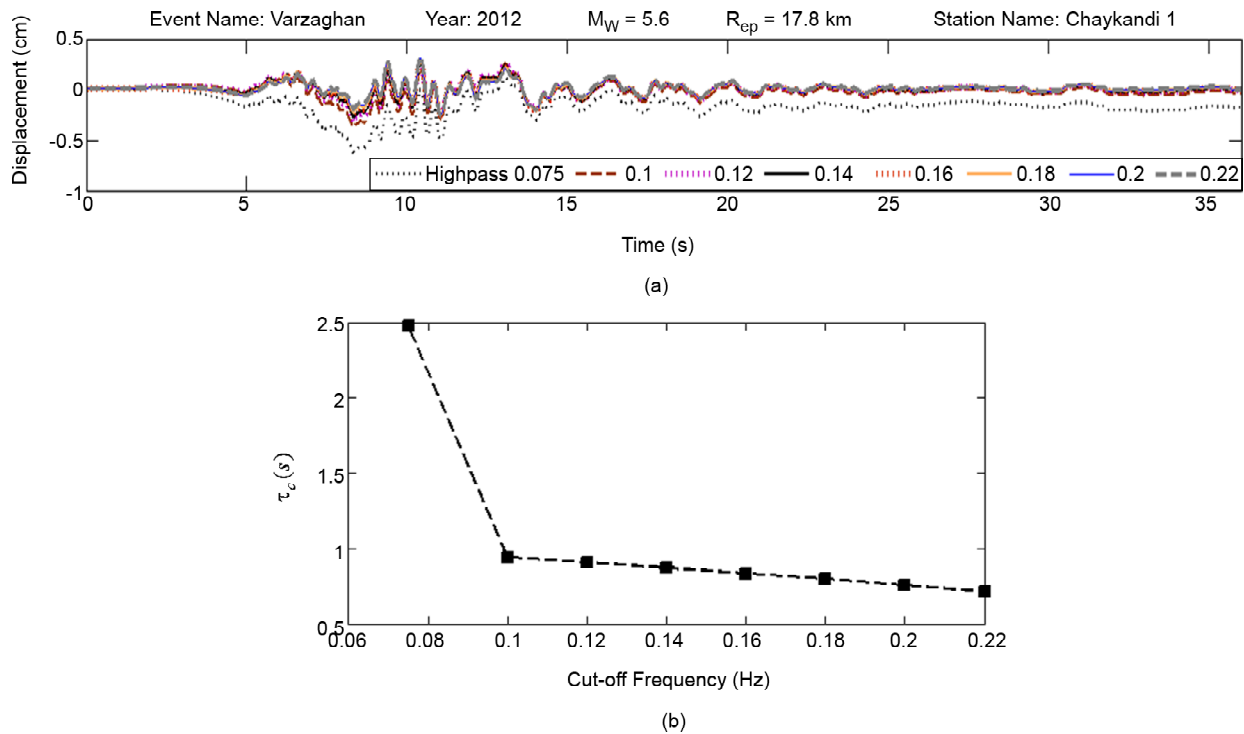 Event Name: Varzaghan Year: 2012 MW = 5.6 Rep = 17.8 km Station Name: Chaykandi 1
0.5
0
-0.5
-1
Displacement (cm)
Highpass 0.075 0.1 0.12 0.14 0.16 0.18 0.2 0.22
0 5 10 15 20 25 30 35
Time (s)
(a)
2.5
2
1.5
1
0.5
τc(s)
0.06 0.08 0.1 0.12 0.14 0.16 0.18 0.2 0.22
Cut-off Frequency (Hz)
(b)